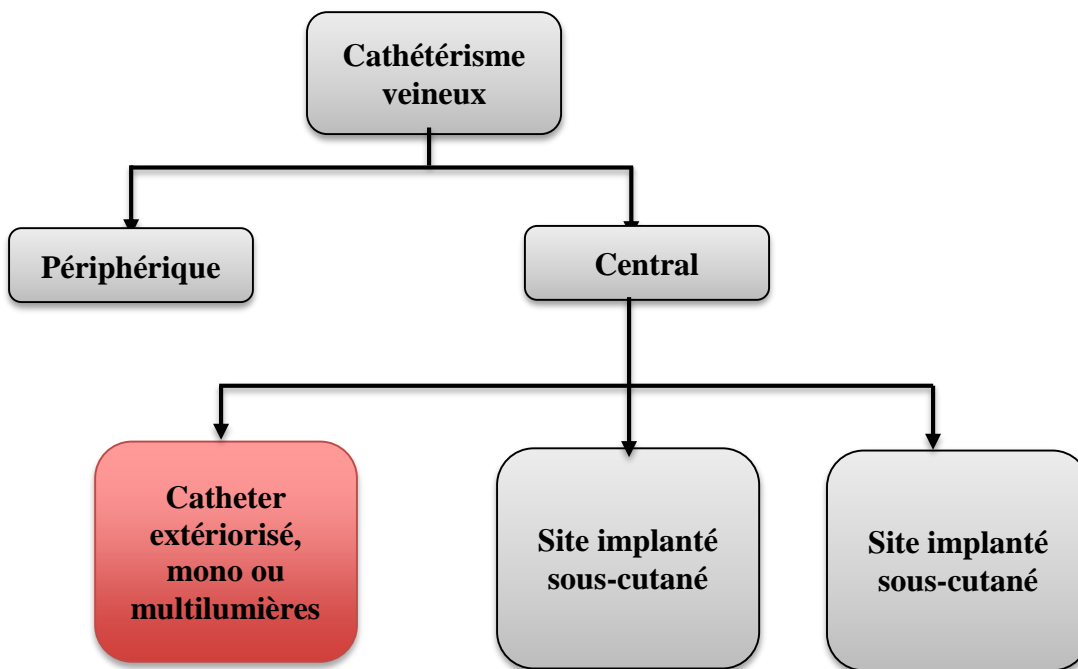 Cathétérisme
veineux
Périphérique
Central
Catheter
extériorisé,
mono ou
multilumières
Site implanté
sous-cutané
Site implanté
sous-cutané